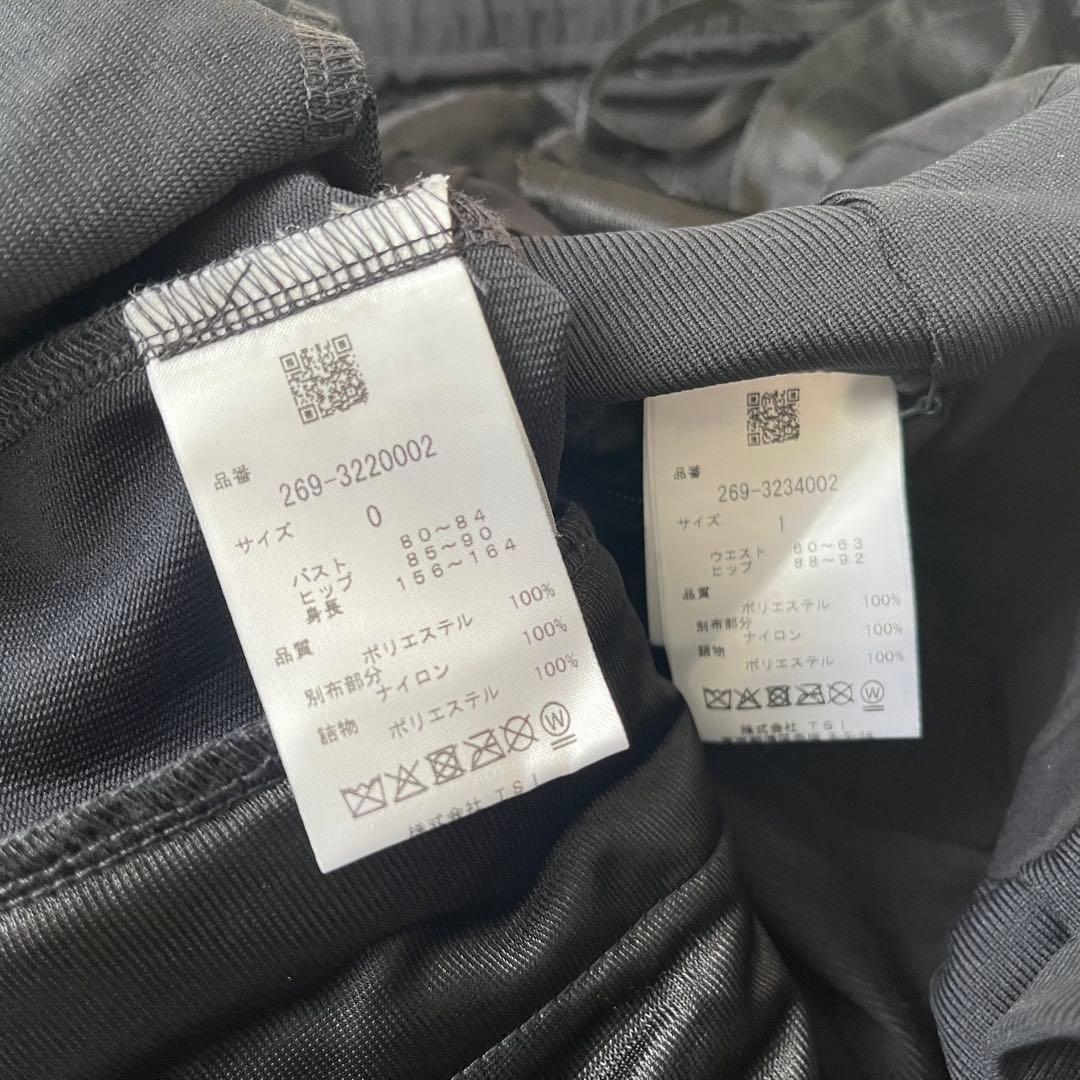 品番
269-3220002
サイズ 0
バスト 80~84
ヒップ 85~90
身長 156~164
品質 ポリエステル 100%
別布部分 ナイロン 100%
詰物 ポリエステル 100%
W
株式会社 TSI
品番
269-3234002
サイズ 1
ウエスト 60~63
ヒップ 88~92
品質
ポリエステル 100%
別布部分
ナイロン 100%
詰物
ポリエステル 100%
W
株式会社 TSI